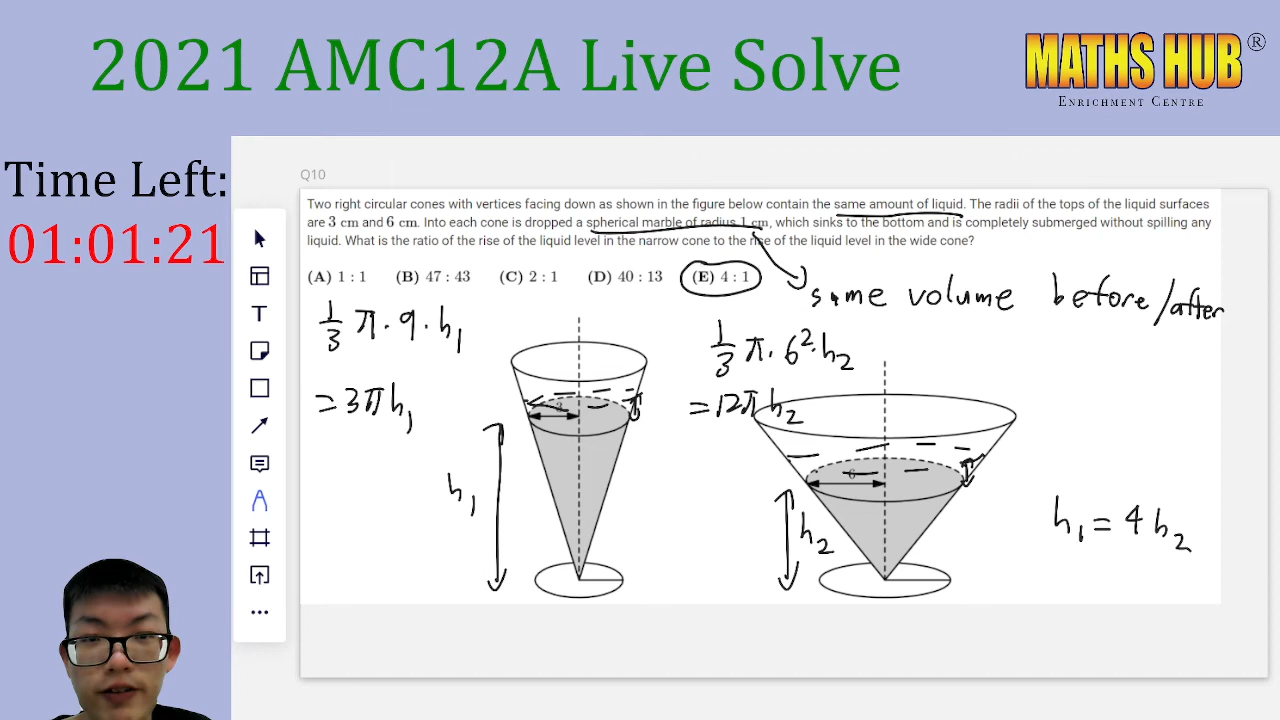 2021 AMC12A Live Solve
MATHS HUB®
ENRICHMENT CENTRE
Time Left:
01:01:21
Q10
Two right circular cones with vertices facing down as shown in the figure below contain the same amount of liquid. The radii of the tops of the liquid surfaces
are 3 cm and 6 cm. Into each cone is dropped a spherical marble of radius 1 cm, which sinks to the bottom and is completely submerged without spilling any
liquid. What is the ratio of the rise of the liquid level in the narrow cone to the rise of the liquid level in the wide cone?
(A) 1 : 1 (B) 47 : 43 (C) 2 : 1 (D) 40 : 13 (E) 4 : 1
same volume before/after
1/3 π · 9 · h₁
= 3πh₁
1/3 π · 6² · h₂
= 12πh₂
3
6
h₁
h₂
h₁ = 4h₂
T